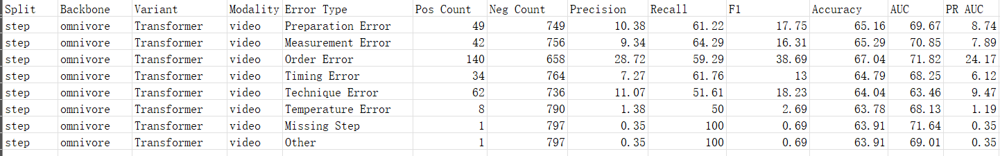 Split Backbone Variant Modality Error Type Pos Count Neg Count Precision Recall F1 Accuracy AUC PR AUC
step omnivore Transformer video Preparation Error 49 749 10.38 61.22 17.75 65.16 69.67 8.74
step omnivore Transformer video Measurement Error 42 756 9.34 64.29 16.31 65.29 70.85 7.89
step omnivore Transformer video Order Error 140 658 28.72 59.29 38.69 67.04 71.82 24.17
step omnivore Transformer video Timing Error 34 764 7.27 61.76 13 64.79 68.25 6.12
step omnivore Transformer video Technique Error 62 736 11.07 51.61 18.23 64.04 63.46 9.47
step omnivore Transformer video Temperature Error 8 790 1.38 50 2.69 63.78 68.13 1.19
step omnivore Transformer video Missing Step 1 797 0.35 100 0.69 63.91 71.64 0.35
step omnivore Transformer video Other 1 797 0.35 100 0.69 63.91 69.01 0.35